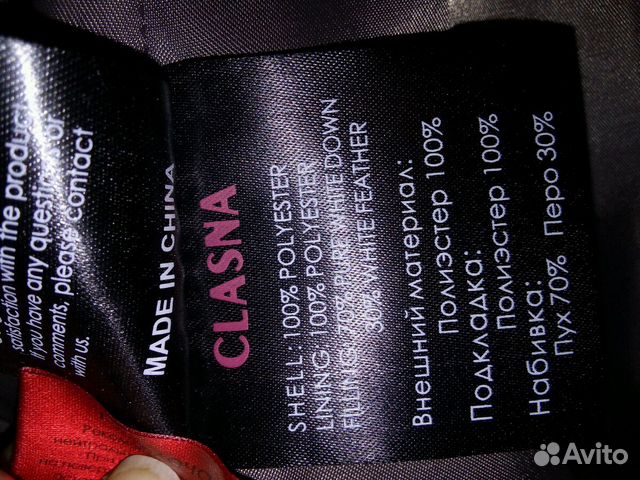 satisfaction with the product
if you have any question or
comments, please contact
with us.
MADE IN CHINA
CLASNA
SHELL: 100% POLYESTER
LINING: 100% POLYESTER
FILLING: 70% PURE WHITE DOWN
30% WHITE FEATHER
Внешний материал:
Полиэстер 100%
Подкладка:
Полиэстер 100%
Набивка:
Пух 70% Перо 30%
Avito